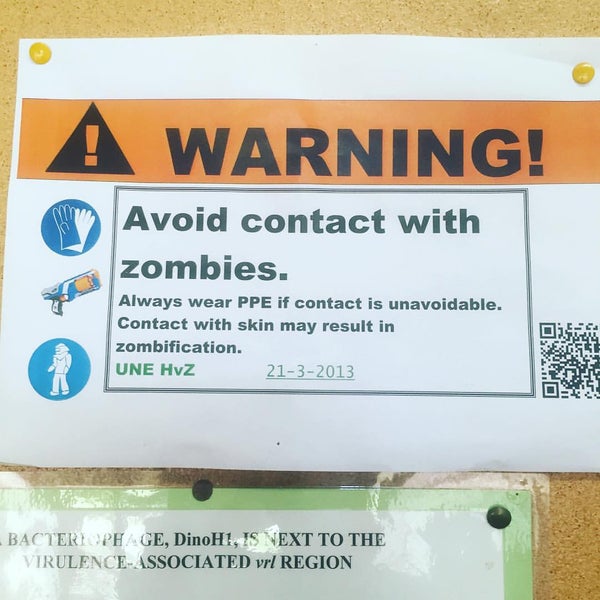 WARNING!
Avoid contact with
zombies.
Always wear PPE if contact is unavoidable.
Contact with skin may result in
zombification.
UNE HvZ 21-3-2013
A BACTERIOPHAGE, DinoH1, IS NEXT TO THE
VIRULENCE-ASSOCIATED vrl REGION